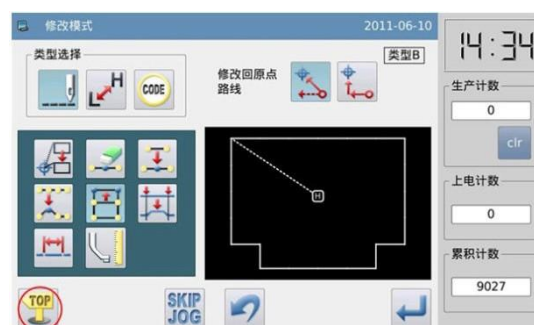 修改模式 2011-06-10
14:34
类型选择 类型B
H
CODE
修改回原点
路线
生产计数
0
clr
上电计数
0
累积计数
9027
H
TOP
SKIP
JOG